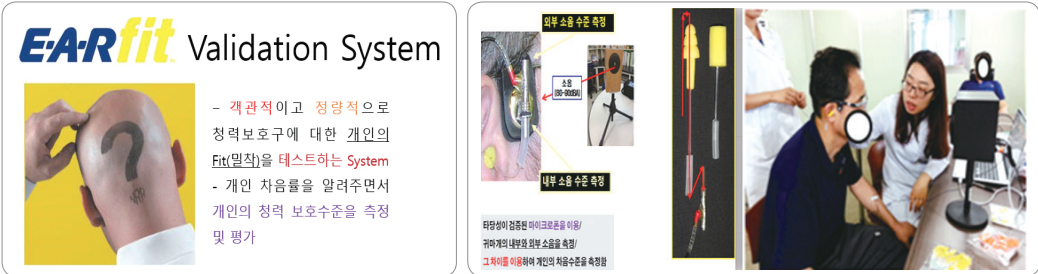 E·A·Rfit Validation System
– 객관적이고 정량적으로
청력보호구에 대한 개인의
Fit(밀착)을 테스트하는 System
- 개인 차음률을 알려주면서
개인의 청력 보호수준을 측정
및 평가
외부 소음 수준 측정
소음
(80-90dBA)
내부 소음 수준 측정
타당성이 검증된 마이크로폰을 이용/
귀마개의 내부와 외부 소음을 측정/
그 차이를 이용하여 개인의 차음수준을 측정함